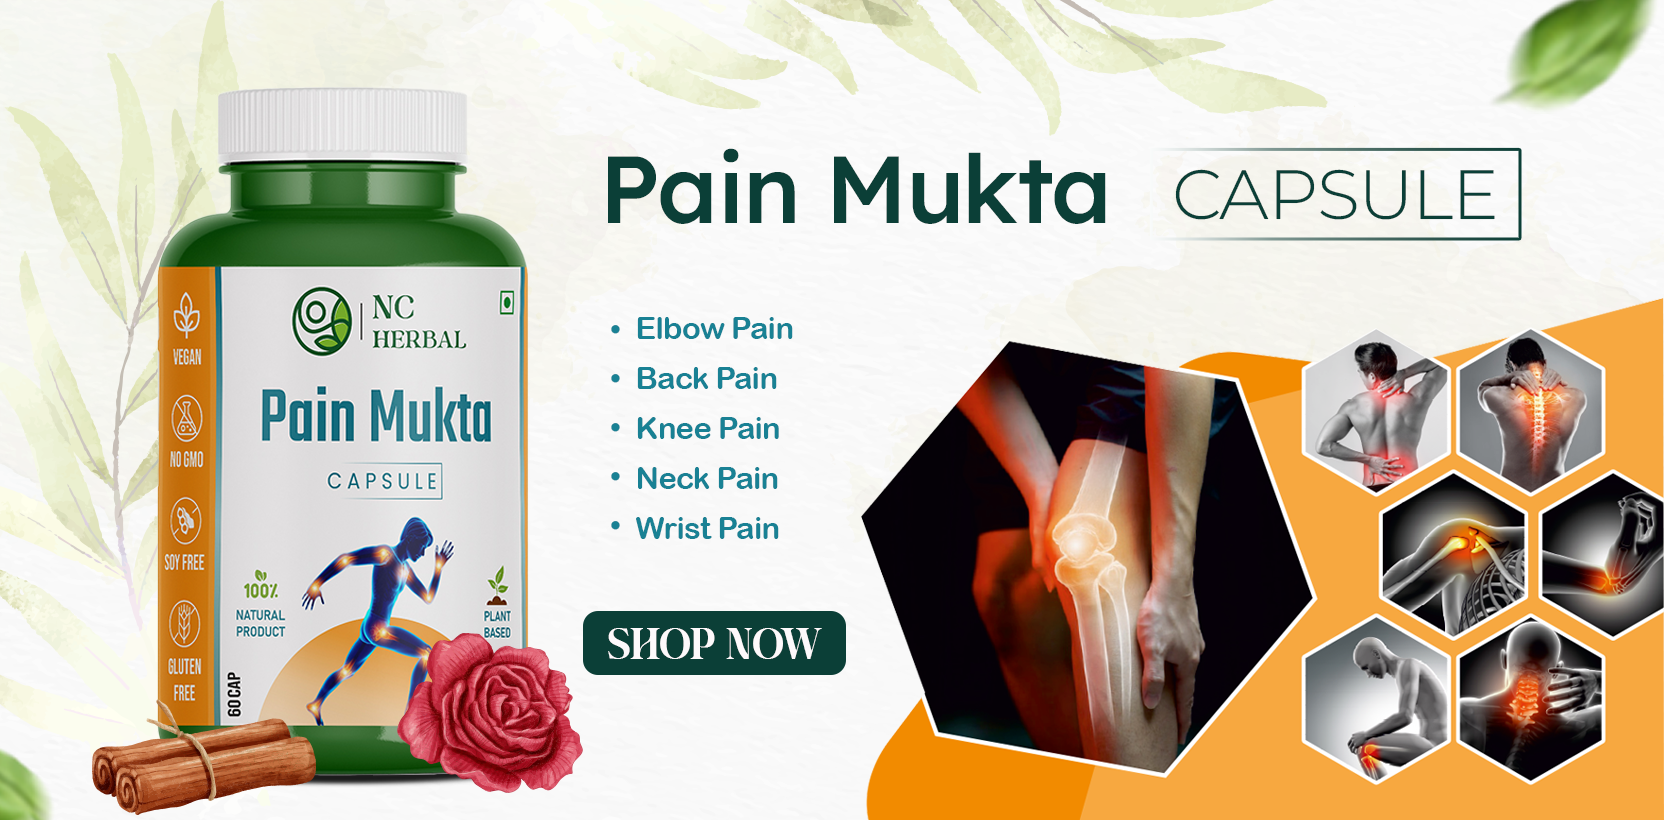 NC
HERBAL
Pain Mukta
CAPSULE
VEGAN
NO GMO
SOY FREE
GLUTEN
FREE
100%
NATURAL
PRODUCT
PLANT
BASED
60 CAP
Pain Mukta CAPSULE
• Elbow Pain
• Back Pain
• Knee Pain
• Neck Pain
• Wrist Pain
SHOP NOW